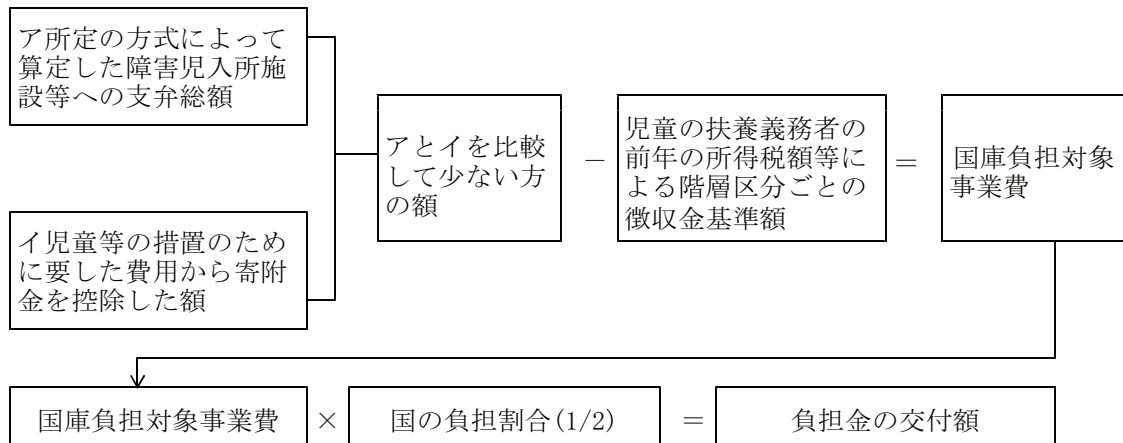 ア所定の方式によって
算定した障害児入所施
設等への支弁総額
イ児童等の措置のため
に要した費用から寄附
金を控除した額
アとイを比較
して少ない方
の額
−
児童の扶養義務者の
前年の所得税額等に
よる階層区分ごとの
徴収金基準額
=
国庫負担対象
事業費
国庫負担対象事業費 × 国の負担割合(1/2) = 負担金の交付額